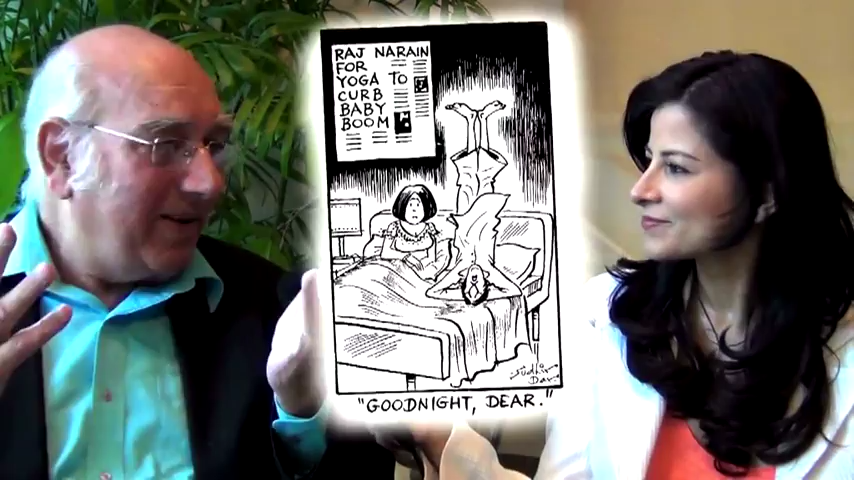 RAJ NARAIN
FOR
YOGA TO
CURB
BABY
BOOM
Sudhir
Dar
"GOODNIGHT, DEAR."